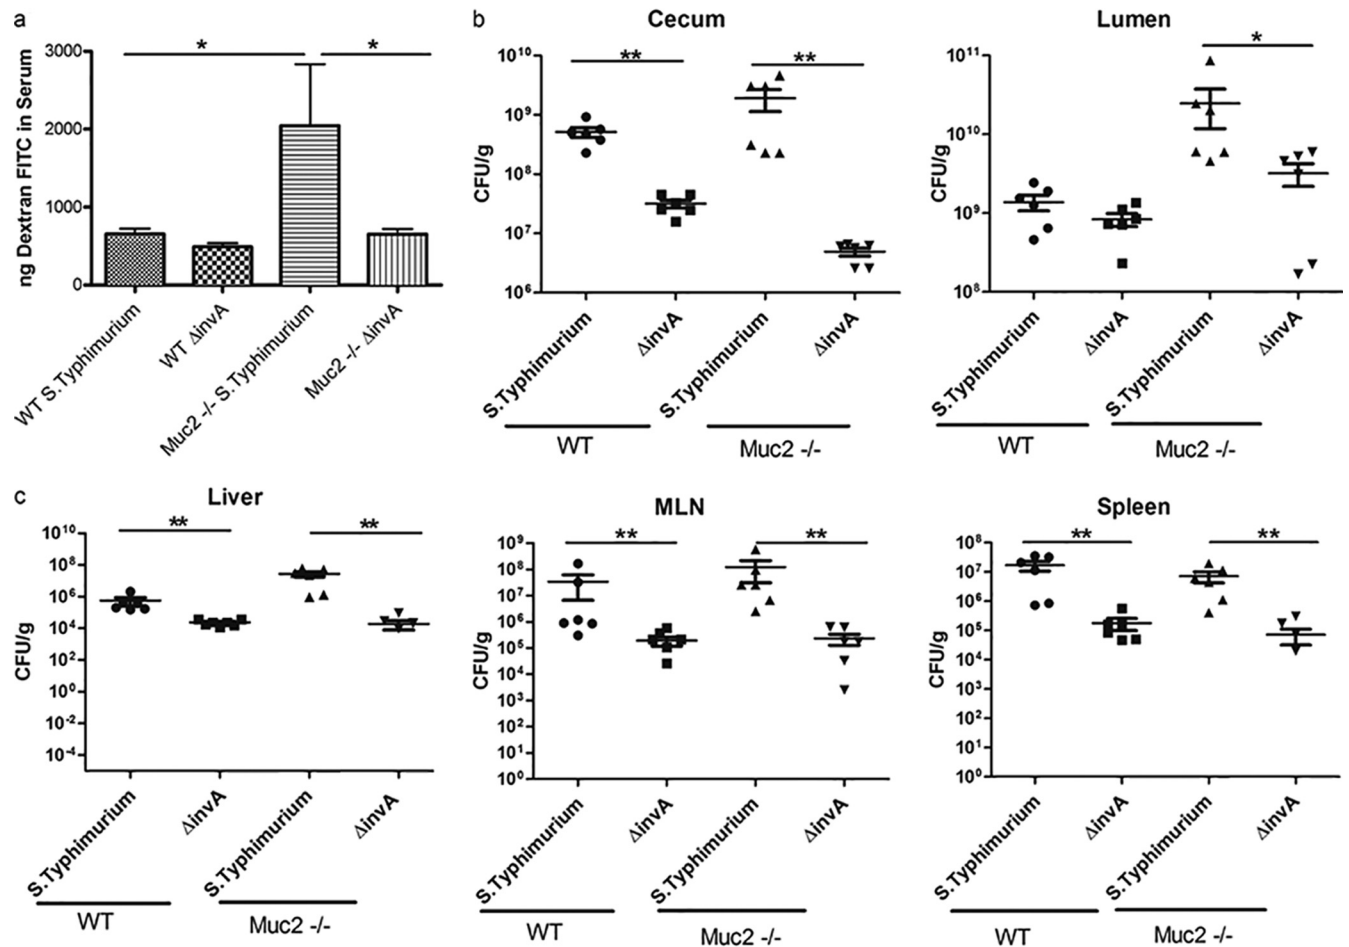 a
*
*
3000
2000
1000
0
ng Dextran FITC in Serum
WT S.Typhimurium
WT ΔinvA
Muc2 -/- S.Typhimurium
Muc2 -/- ΔinvA
b
Cecum
**
**
10¹⁰
10⁹
10⁸
10⁷
10⁶
CFU/g
S.Typhimurium
ΔinvA
S.Typhimurium
ΔinvA
WT
Muc2 -/-
Lumen
*
10¹¹
10¹⁰
10⁹
10⁸
CFU/g
S.Typhimurium
ΔinvA
S.Typhimurium
ΔinvA
WT
Muc2 -/-
c
Liver
**
**
10¹⁰
10⁸
10⁶
10⁴
10²
10⁰
10⁻²
10⁻⁴
CFU/g
S.Typhimurium
ΔinvA
S.Typhimurium
ΔinvA
WT
Muc2 -/-
MLN
**
**
10⁹
10⁸
10⁷
10⁶
10⁵
10⁴
10³
10²
10¹
10⁰
CFU/g
S.Typhimurium
ΔinvA
S.Typhimurium
ΔinvA
WT
Muc2 -/-
Spleen
**
**
10⁸
10⁷
10⁶
10⁵
10⁴
10³
10²
10¹
10⁰
CFU/g
S.Typhimurium
ΔinvA
S.Typhimurium
ΔinvA
WT
Muc2 -/-